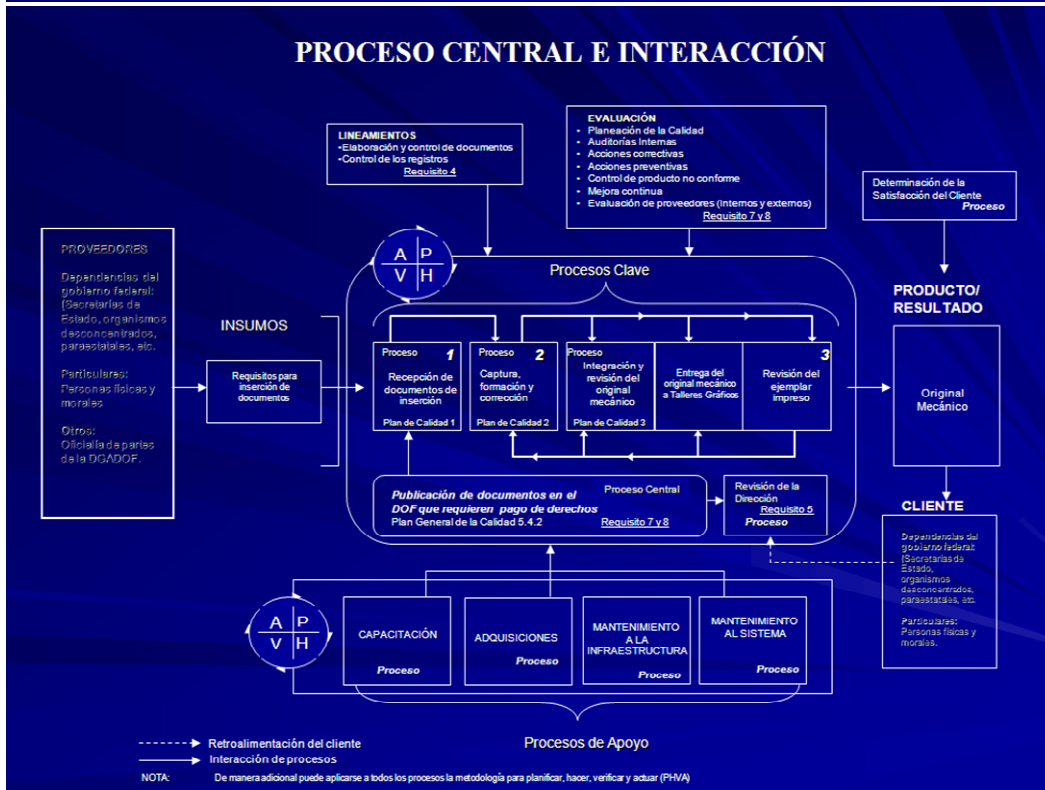 PROCESO CENTRAL E INTERACCIÓN
LINEAMIENTOS
•Elaboración y control de documentos
•Control de los registros
Requisito 4
EVALUACIÓN
• Planeación de la Calidad
• Auditorías Internas
• Acciones correctivas
• Acciones preventivas
• Control de producto no conforme
• Mejora continua
• Evaluación de proveedores (Internos y externos)
Requisito 7 y 8
Determinación de la
Satisfacción del Cliente
Proceso
PROVEEDORES
Dependencias del
gobierno federal:
(Secretarías de
Estado, organismos
desconcentrados,
paraestatales, etc.
Particulares:
Personas físicas y
morales
Otros:
Oficialía de partes
de la DGADOF.
INSUMOS
Requisitos para
inserción de
documentos
A P
V H
Procesos Clave
Proceso 1
Recepción de
documentos de
inserción
Plan de Calidad 1
Proceso 2
Captura,
formación y
corrección
Plan de Calidad 2
Proceso
Integración y
revisión del
original
mecánico
Plan de Calidad 3
Entrega del
original mecánico
a Talleres Gráficos
3
Revisión del
ejemplar
impreso
Publicación de documentos en el Proceso Central
DOF que requieren pago de derechos
Plan General de la Calidad 5.4.2 Requisito 7 y 8
Revisión de la
Dirección
Requisito 5
Proceso
PRODUCTO/
RESULTADO
Original
Mecánico
CLIENTE
Dependencias del
gobierno federal:
(Secretarías de
Estado,
organismos
desconcentrados,
paraestatales, etc.
Particulares:
Personas físicas y
morales.
A P
V H
CAPACITACIÓN
Proceso
ADQUISICIONES
Proceso
MANTENIMIENTO
A LA
INFRAESTRUCTURA
Proceso
MANTENIMIENTO
AL SISTEMA
Proceso
Procesos de Apoyo
Retroalimentación del cliente
Interacción de procesos
NOTA: De manera adicional puede aplicarse a todos los procesos la metodología para planificar, hacer, verificar y actuar (PHVA)